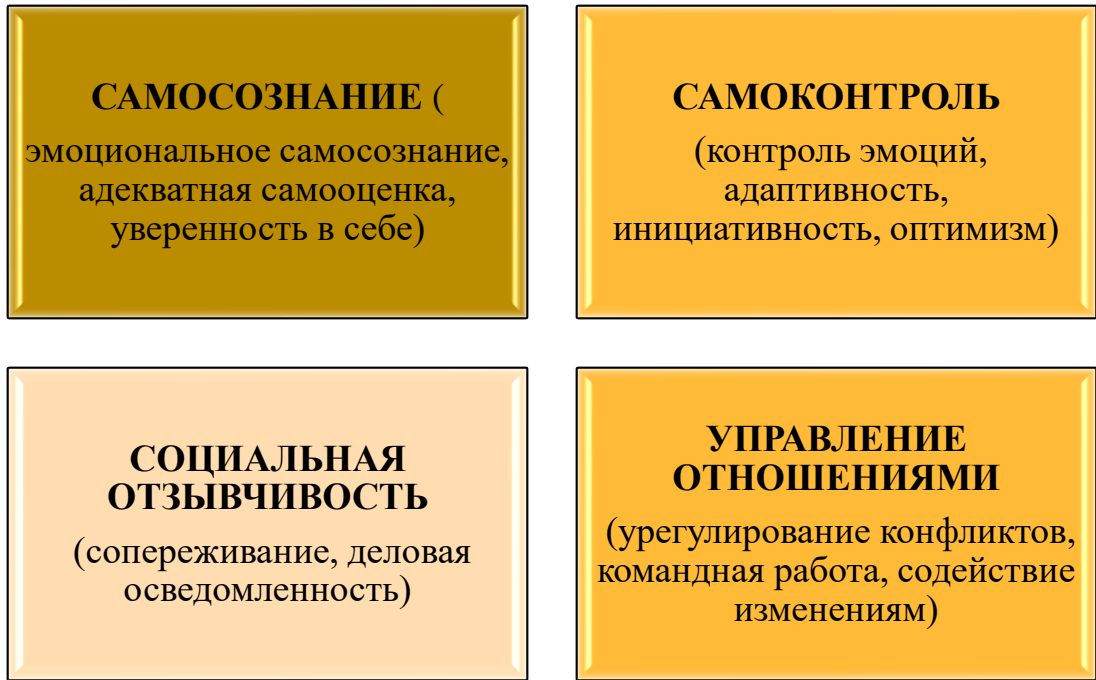 САМОСОЗНАНИЕ (
эмоциональное самосознание,
адекватная самооценка,
уверенность в себе)
САМОКОНТРОЛЬ
(контроль эмоций,
адаптивность,
инициативность, оптимизм)
СОЦИАЛЬНАЯ
ОТЗЫВЧИВОСТЬ
(сопереживание, деловая
осведомленность)
УПРАВЛЕНИЕ
ОТНОШЕНИЯМИ
(урегулирование конфликтов,
командная работа, содействие
изменениям)